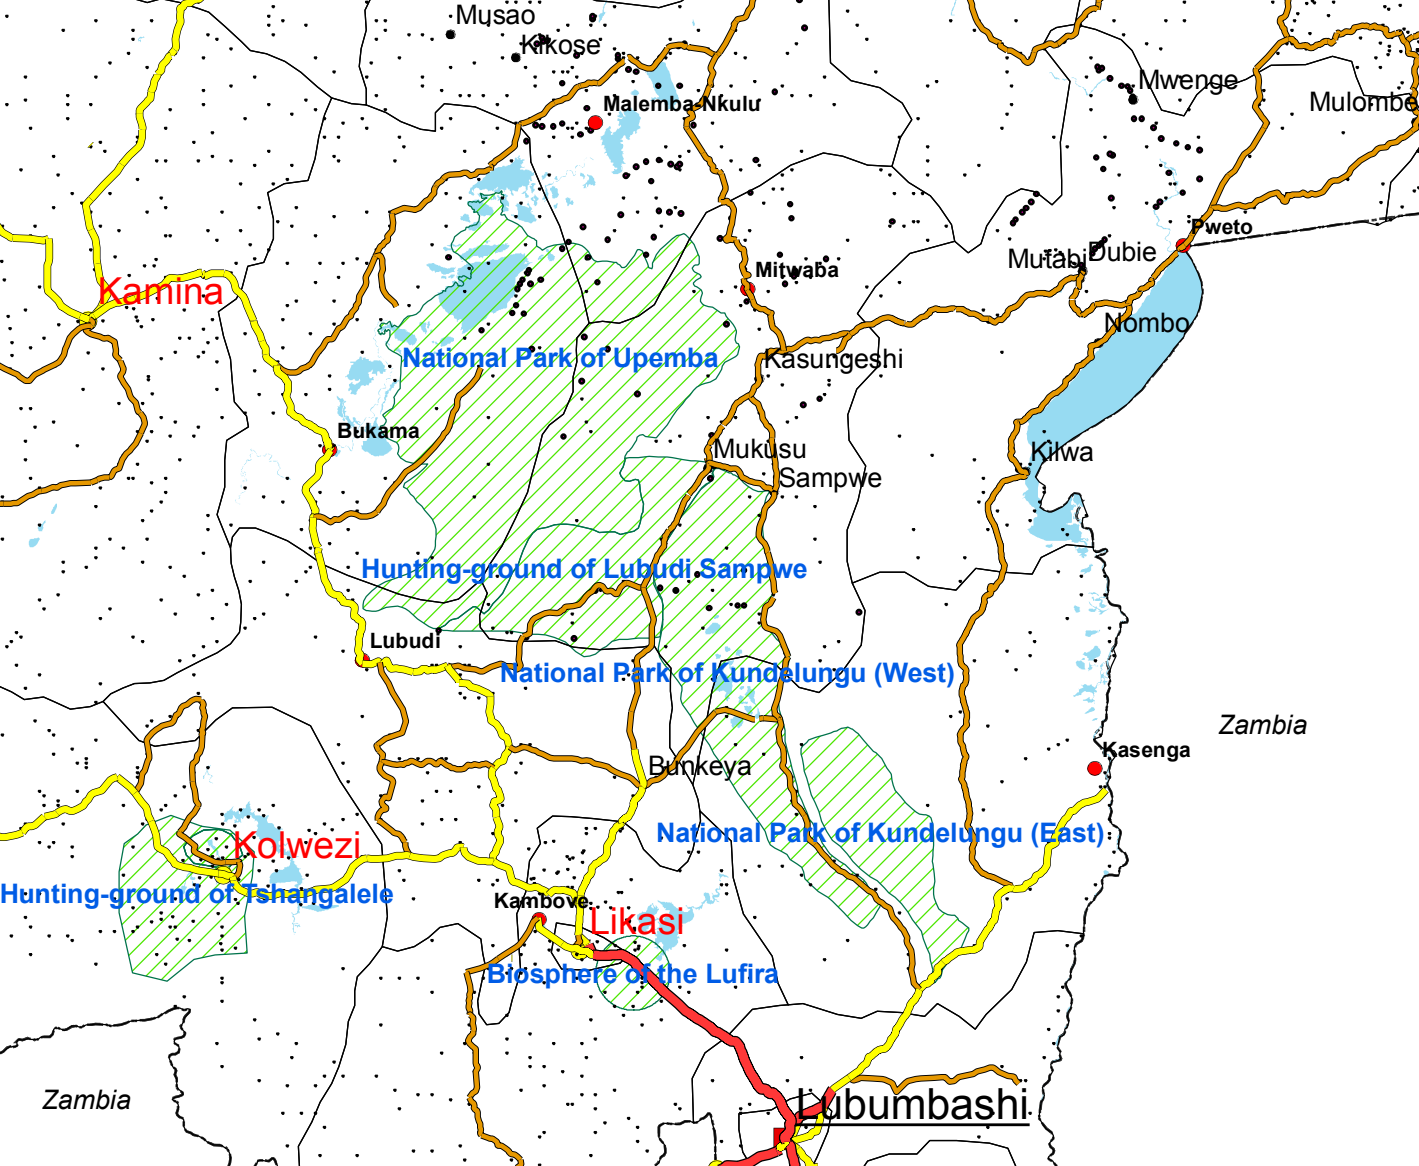 Musao
Kikose
Mwenge
Malemba-Nkulu
Mulombe
Pweto
Mutabi
Dubie
Mitwaba
Kamina
Nombo
National Park of Upemba
Kasungeshi
Bukama
Mukusu
Kilwa
Sampwe
Hunting-ground of Lubudi Sampwe
Lubudi
National Park of Kundelungu (West)
Zambia
Kasenga
Bunkeya
National Park of Kundelungu (East)
Kolwezi
Hunting-ground of Tshangalele
Kambove
Likasi
Biosphere of the Lufira
Zambia
Lubumbashi